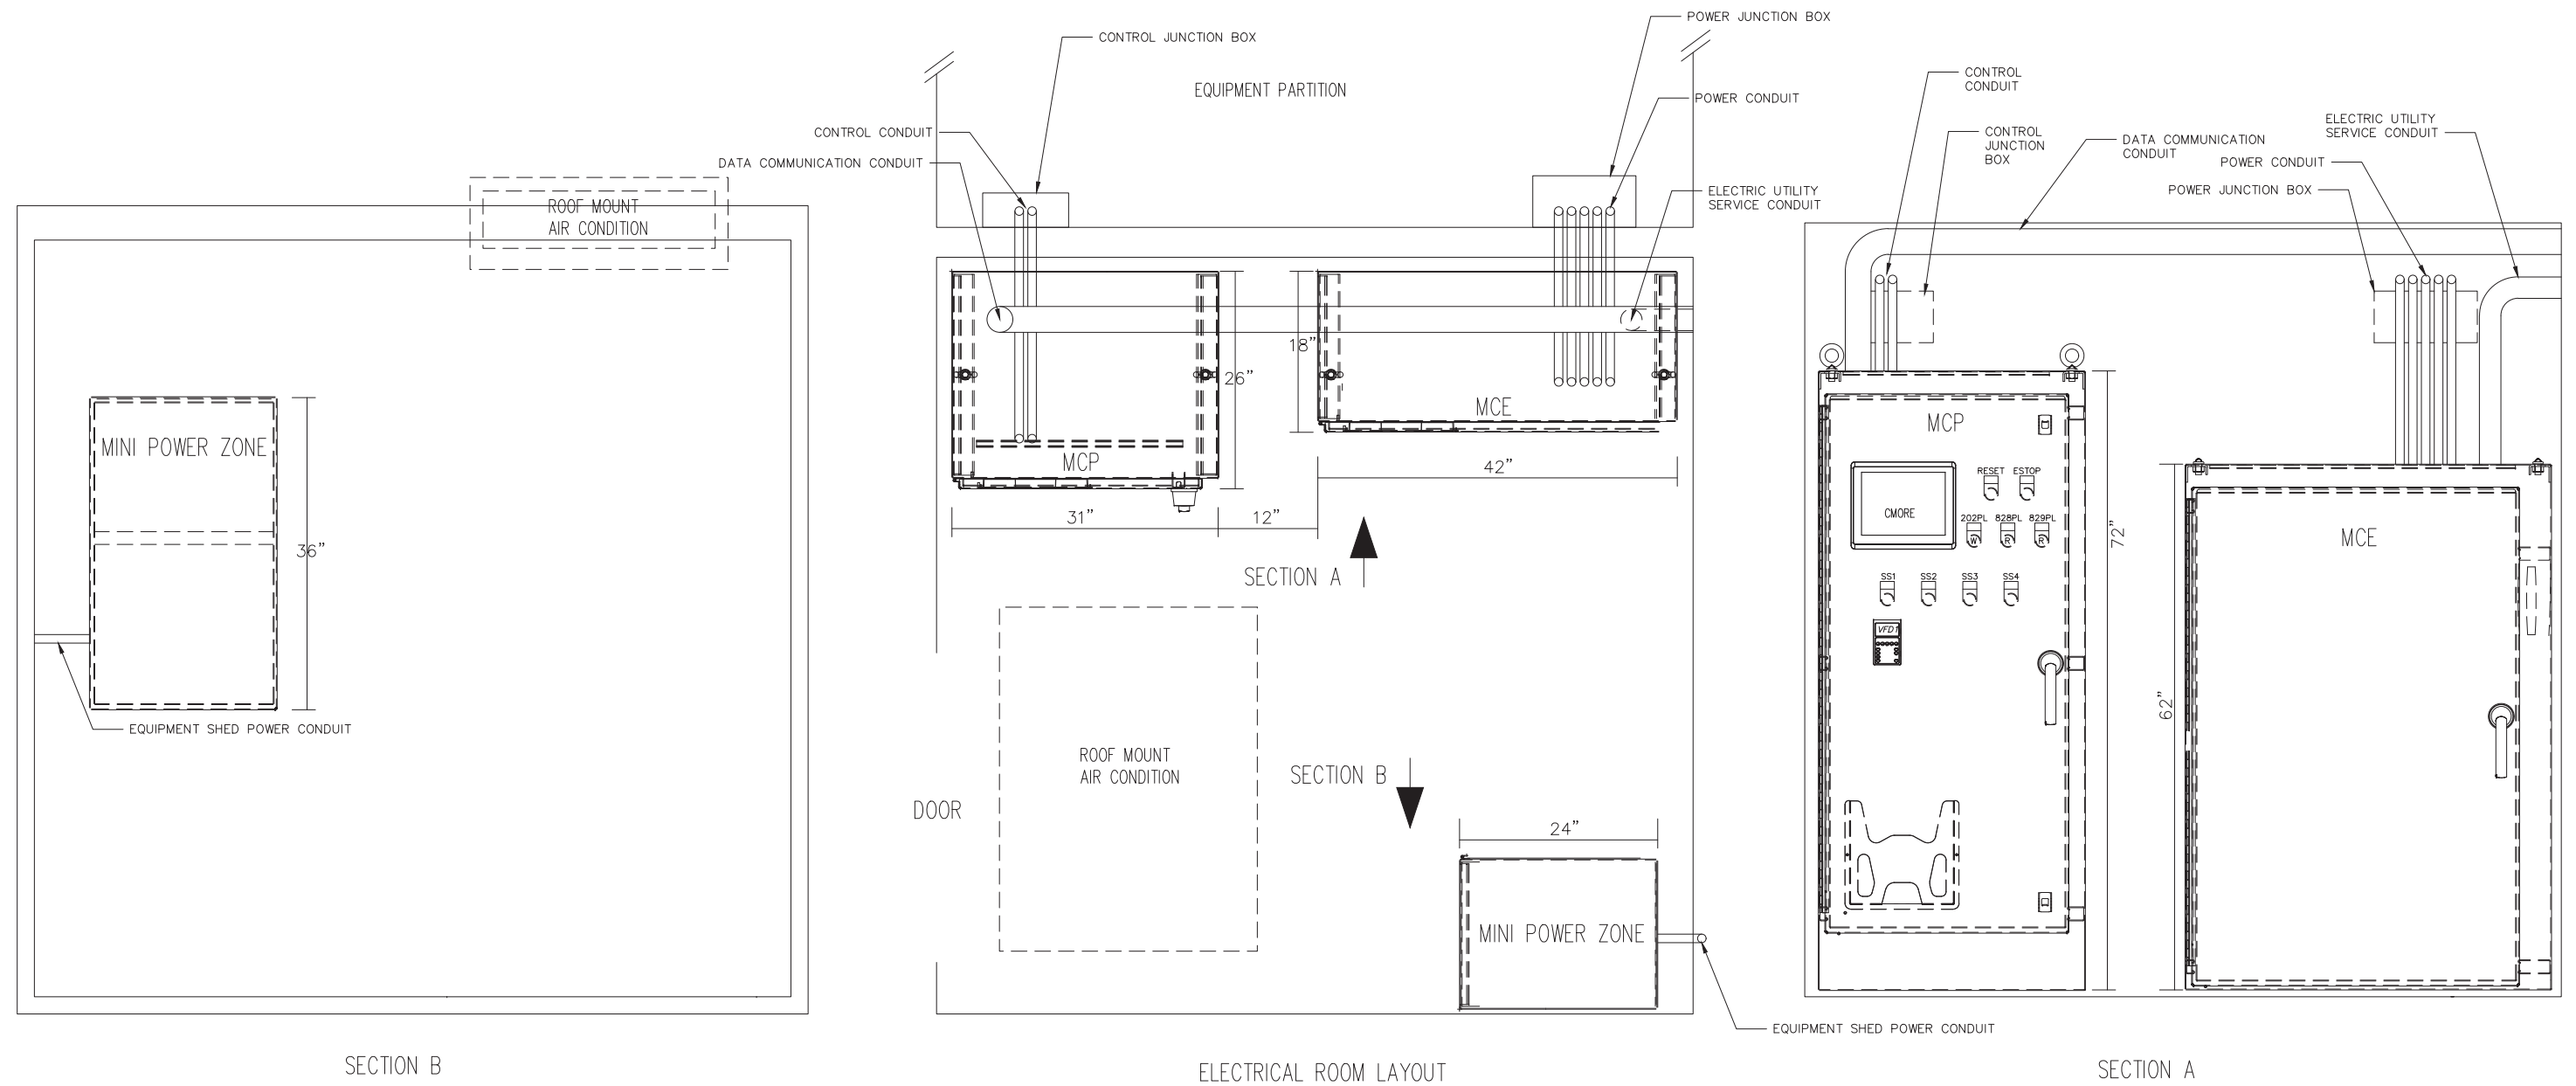 ROOF MOUNT
AIR CONDITION
MINI POWER ZONE
36”
EQUIPMENT SHED POWER CONDUIT
SECTION B
CONTROL JUNCTION BOX
POWER JUNCTION BOX
EQUIPMENT PARTITION
POWER CONDUIT
CONTROL CONDUIT
DATA COMMUNICATION CONDUIT
ELECTRIC UTILITY
SERVICE CONDUIT
18”
26”
MCE
MCP
42”
31”
12”
SECTION A
ROOF MOUNT
AIR CONDITION
SECTION B
DOOR
24”
MINI POWER ZONE
EQUIPMENT SHED POWER CONDUIT
ELECTRICAL ROOM LAYOUT
CONTROL
CONDUIT
CONTROL
JUNCTION
BOX
DATA COMMUNICATION
CONDUIT
ELECTRIC UTILITY
SERVICE CONDUIT
POWER CONDUIT
POWER JUNCTION BOX
MCP
RESET ESTOP
CMORE
202PL 828PL 829PL
W R R
SS1 SS2 SS3 SS4
VFD1
72”
62”
MCE
SECTION A